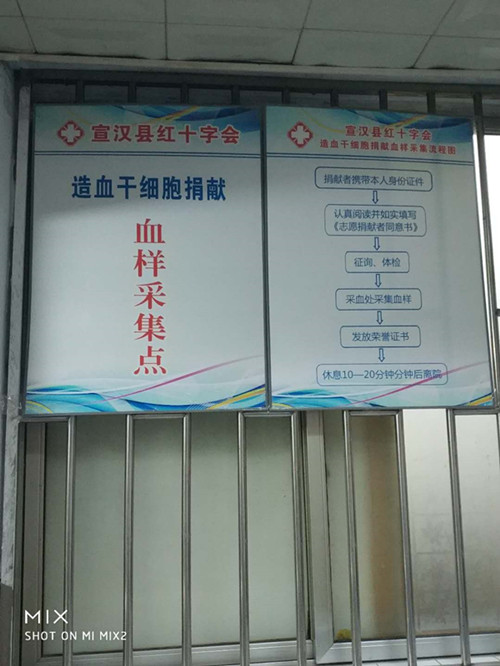 宣汉县红十字会
造血干细胞捐献
血样采集点
宣汉县红十字会
造血干细胞捐献血样采集流程图
捐献者携带本人身份证件
认真阅读并如实填写
《志愿捐献者同意书》
征询、体检
采血处采集血样
发放荣誉证书
休息10—20分钟分钟后离院
MIX
SHOT ON MI MIX2